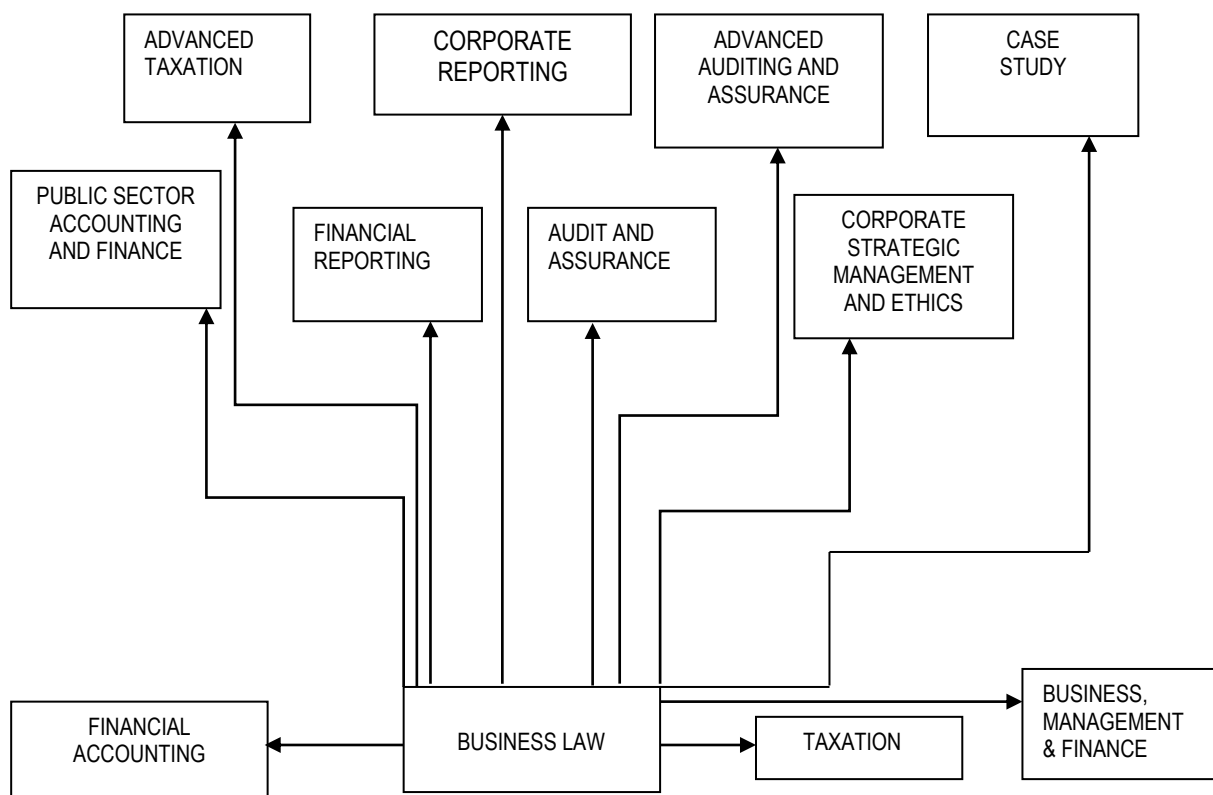 ADVANCED
TAXATION
CORPORATE
REPORTING
ADVANCED
AUDITING AND
ASSURANCE
CASE
STUDY
PUBLIC SECTOR
ACCOUNTING
AND FINANCE
FINANCIAL
REPORTING
AUDIT AND
ASSURANCE
CORPORATE
STRATEGIC
MANAGEMENT
AND ETHICS
FINANCIAL
ACCOUNTING
BUSINESS LAW
TAXATION
BUSINESS,
MANAGEMENT
& FINANCE